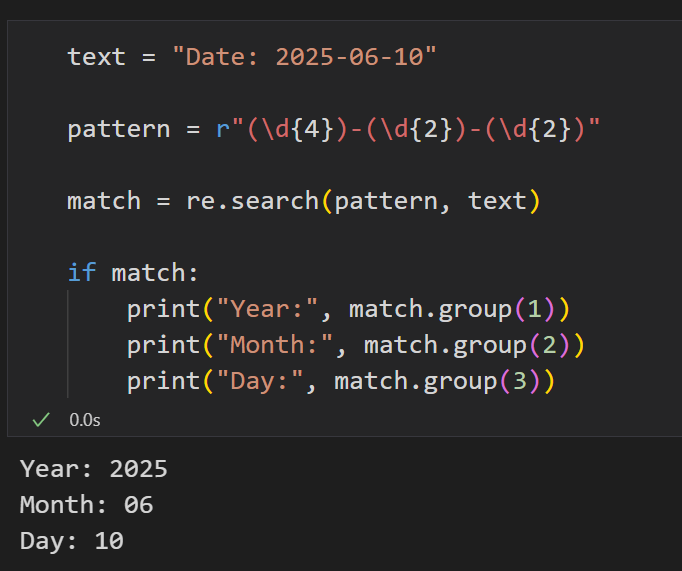 text = "Date: 2025-06-10"
pattern = r"(\d{4})-(\d{2})-(\d{2})"
match = re.search(pattern, text)
if match:
    print("Year:", match.group(1))
    print("Month:", match.group(2))
    print("Day:", match.group(3))
0.0s
Year: 2025
Month: 06
Day: 10